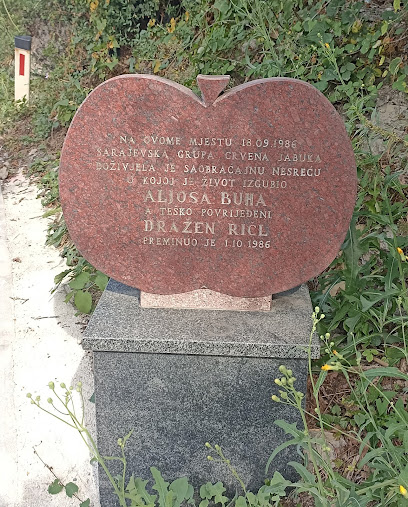 NA OVOME MJESTU 18.09.1986
SARAJEVSKA GRUPA CRVENA JABUKA
DOŽIVJELA JE SAOBRAĆAJNU NESREĆU
U KOJOJ JE ŽIVOT IZGUBIO
ALJOŠA BUHA
A TEŠKO POVRIJEĐENI
DRAŽEN RIČL
PREMINUO JE 1.10.1986